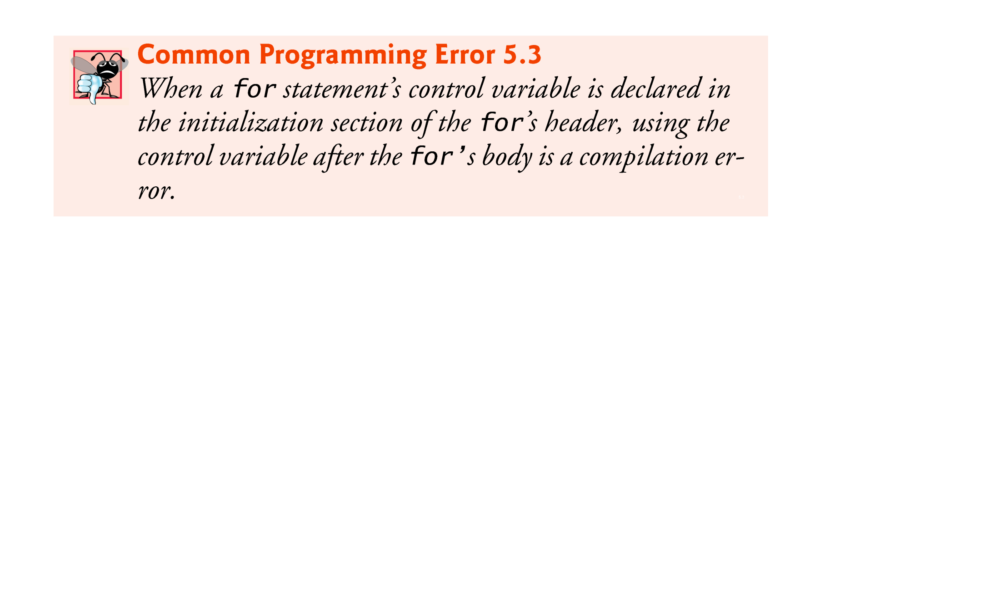 Common Programming Error 5.3
When a for statement’s control variable is declared in
the initialization section of the for’s header, using the
control variable after the for’s body is a compilation er-
ror.